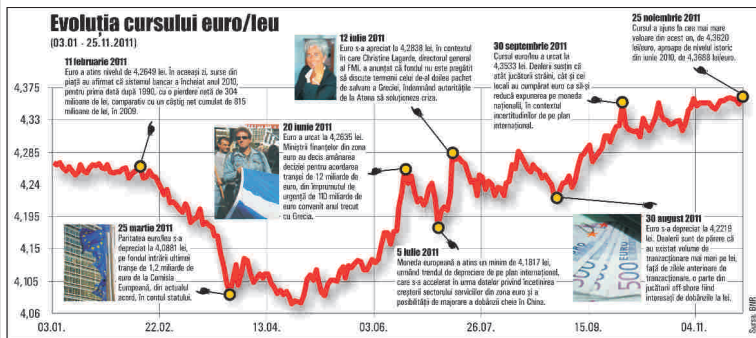 Evoluția cursului euro/leu
(03.01 - 25.11.2011)
11 februarie 2011
Euro a atins nivelul de 4,2649 lei. În aceeași zi, surse din
piață au afirmat că sistemul bancar a încheiat anul 2010,
pentru prima dată după 1990, cu o pierdere netă de 304
milioane de lei, comparativ cu un câștig net cumulat de 815
milioane de lei, în 2009.
12 iulie 2011
Euro s-a apreciat la 4,2838 lei, în contextul
în care Christine Lagarde, directorul general
al FMI, a anunțat că fondul nu este pregătit
să discute termenii celui de-al doilea pachet
de salvare a Greciei, îndemnând autoritățile
de la Atena să soluționeze criza.
30 septembrie 2011
Cursul euro/leu a urcat la
4,3533 lei. Dealerii susțin că
atât jucătorii străini, cât și cei
locali au cumpărat euro ca să-și
reducă expunerea pe moneda
națională, în contextul
incertitudinilor de pe plan
internațional.
25 noiembrie 2011
Cursul a ajuns la cea mai mare
valoare din acest an, de 4,3620
lei/euro, aproape de nivelul istoric
din iunie 2010, de 4,3688 lei/euro.
20 iunie 2011
Euro a urcat la 4,2635 lei.
Miniștrii finanțelor din zona
euro au decis amânarea
deciziei pentru acordarea
tranșei de 12 miliarde de
euro, din împrumutul de
urgență de 110 miliarde de
euro convenit anul trecut
cu Grecia.
25 martie 2011
Paritatea euro/leu s-a
depreciat la 4,0881 lei,
pe fondul intrării ultimei
tranșe de 1,2 miliarde de
euro de la Comisia
Europeană, din actualul
acord, în contul statului.
5 iulie 2011
Moneda europeană a atins un minim de 4,1817 lei,
urmând trendul de depreciere de pe plan internațional,
care s-a accelerat în urma datelor privind încetinirea
creșterii sectorului serviciilor din zona euro și a
posibilității de majorare a dobânzii cheie în China.
30 august 2011
Euro s-a depreciat la 4,2218
lei. Dealerii sunt de părere că
au existat volume de
tranzacționare mai mari pe lei,
față de zilele anterioare de
tranzacționare, o parte din
jucătorii off-shore fiind
interesați de dobânzile la lei.
500 EURO
500
4,375
4,33
4,285
4,24
4,195
4,15
4,105
4,06
03.01. 22.02. 13.04. 03.06. 26.07. 15.09. 04.11.
Sursa: BNR